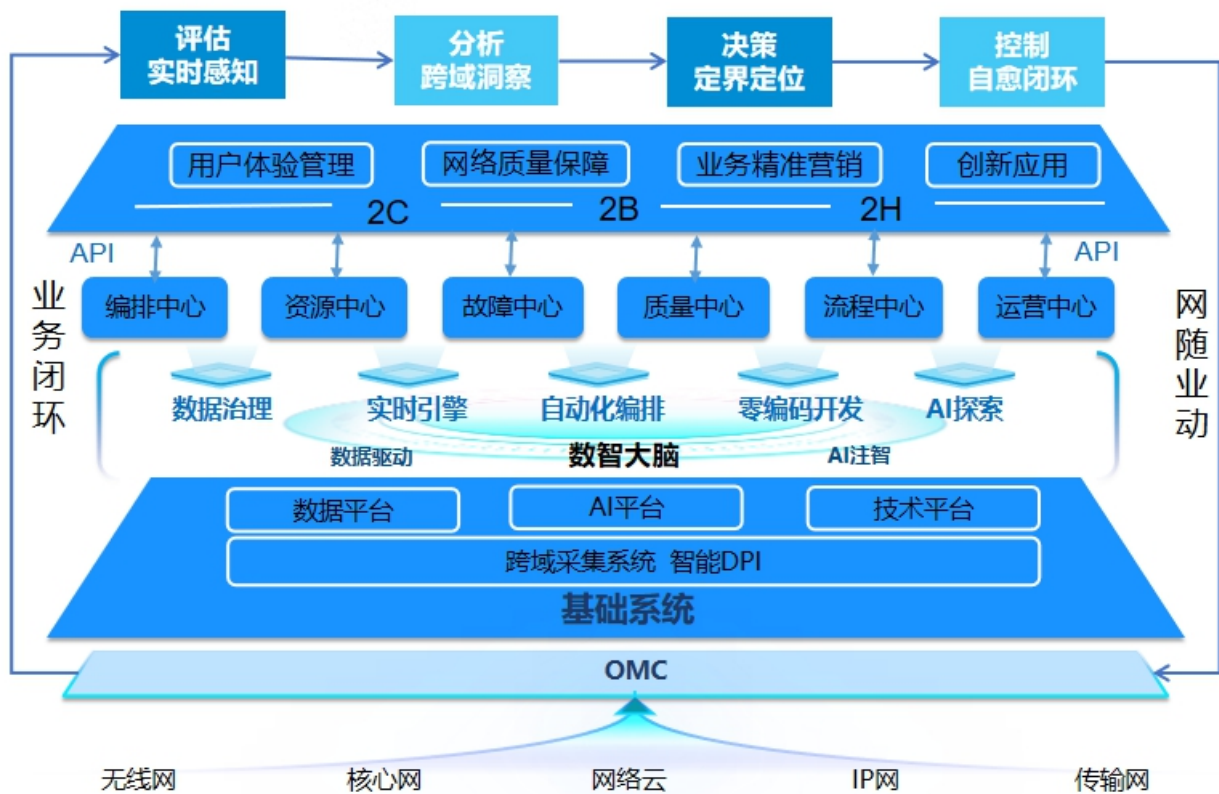 评估
实时感知
分析
跨域洞察
决策
定界定位
控制
自愈闭环
用户体验管理
网络质量保障
业务精准营销
创新应用
2C
2B
2H
API
API
业务闭环
网随业动
编排中心
资源中心
故障中心
质量中心
流程中心
运营中心
数据治理
实时引擎
自动化编排
零编码开发
AI探索
数据驱动
数智大脑
AI注智
数据平台
AI平台
技术平台
跨域采集系统 智能DPI
基础系统
OMC
无线网
核心网
网络云
IP网
传输网